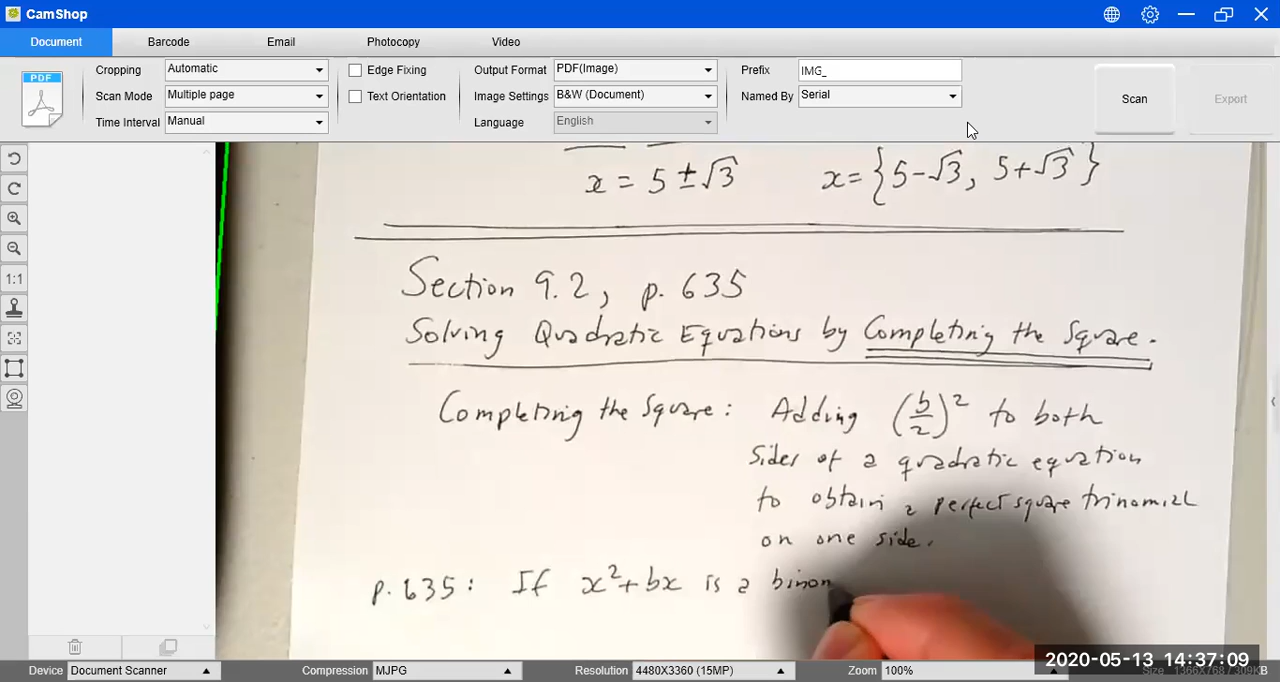 CamShop
Document Barcode Email Photocopy Video
PDF
Cropping Automatic Edge Fixing Output Format PDF(Image) Prefix IMG_
Scan Mode Multiple page Text Orientation Image Settings B&W (Document) Named By Serial Scan Export
Time Interval Manual Language English
1:1
x = 5 ± √3 x = {5-√3, 5+√3}
Section 9.2, p. 635
Solving Quadratic Equations by Completing the Square.
Completing the Square: Adding (b/2)² to both
sides of a quadratic equation
to obtain a perfect square trinomial
on one side.
p. 635: If x²+bx is a binom
2020-05-13 14:37:09
Device Document Scanner Compression MJPG Resolution 4480X3360 (15MP) Zoom 100%